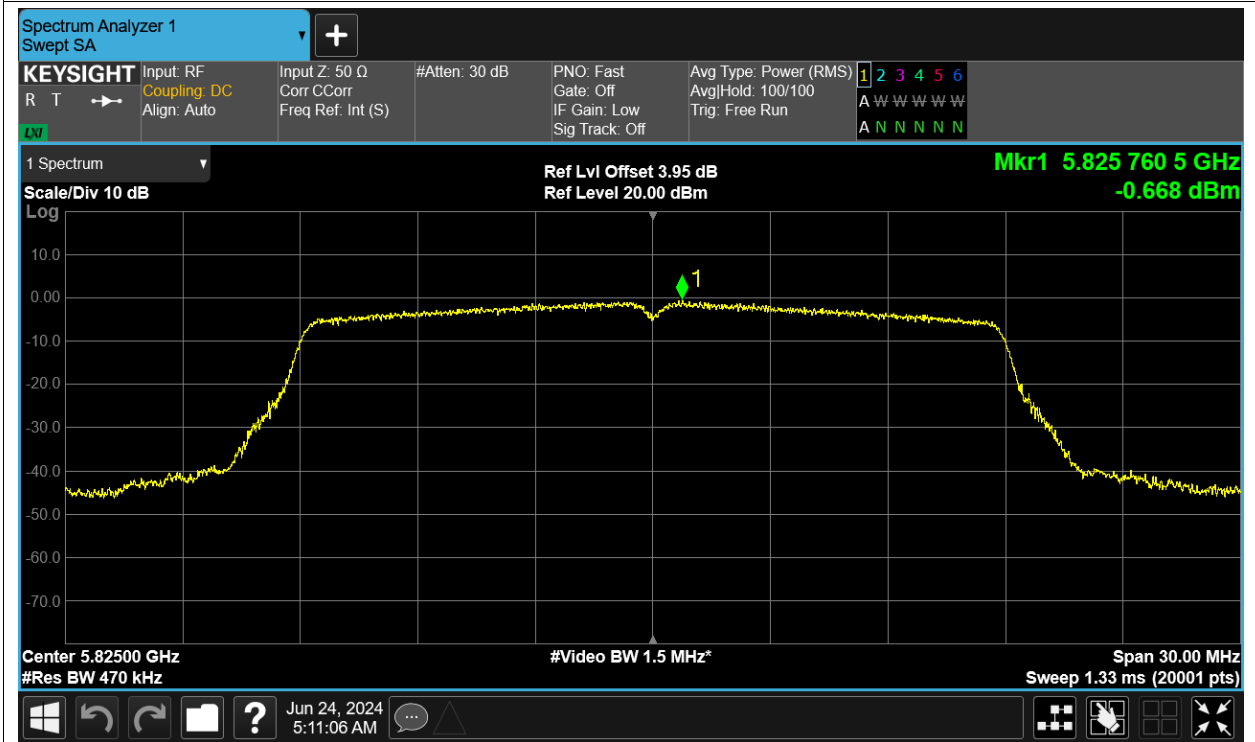 Spectrum Analyzer 1
Swept SA
+
KEYSIGHT
R T
LXI
Input: RF
Coupling: DC
Align: Auto
Input Z: 50 Ω
Corr CCorr
Freq Ref: Int (S)
#Atten: 30 dB
PNO: Fast
Gate: Off
IF Gain: Low
Sig Track: Off
Avg Type: Power (RMS)
Avg|Hold: 100/100
Trig: Free Run
1 2 3 4 5 6
A W W W W W
A N N N N N
1 Spectrum
Scale/Div 10 dB
Log
Ref Lvl Offset 3.95 dB
Ref Level 20.00 dBm
Mkr1 5.825 760 5 GHz
-0.668 dBm
1
10.0
0.00
-10.0
-20.0
-30.0
-40.0
-50.0
-60.0
-70.0
Center 5.82500 GHz
#Res BW 470 kHz
#Video BW 1.5 MHz*
Span 30.00 MHz
Sweep 1.33 ms (20001 pts)
?
Jun 24, 2024
5:11:06 AM